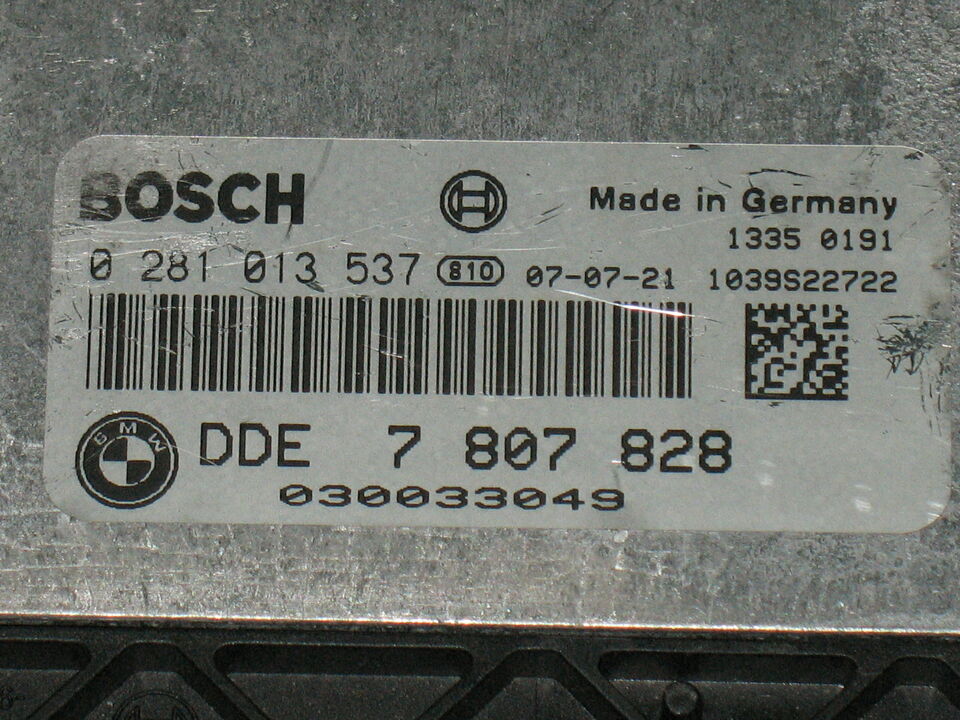 BOSCH
Made in Germany
1335 0191
0 281 013 537 810 07-07-21 1039S22722
BMW
DDE 7 807 828
030033049